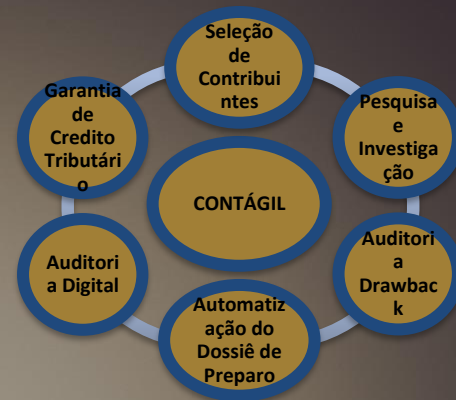 Seleção
de
Contribui
ntes
Pesquisa
e
Investiga
ção
Auditori
a
Drawbac
k
Automatiz
ação do
Dossiê de
Preparo
Auditori
a Digital
Garantia
de
Credito
Tributári
o
CONTÁGIL